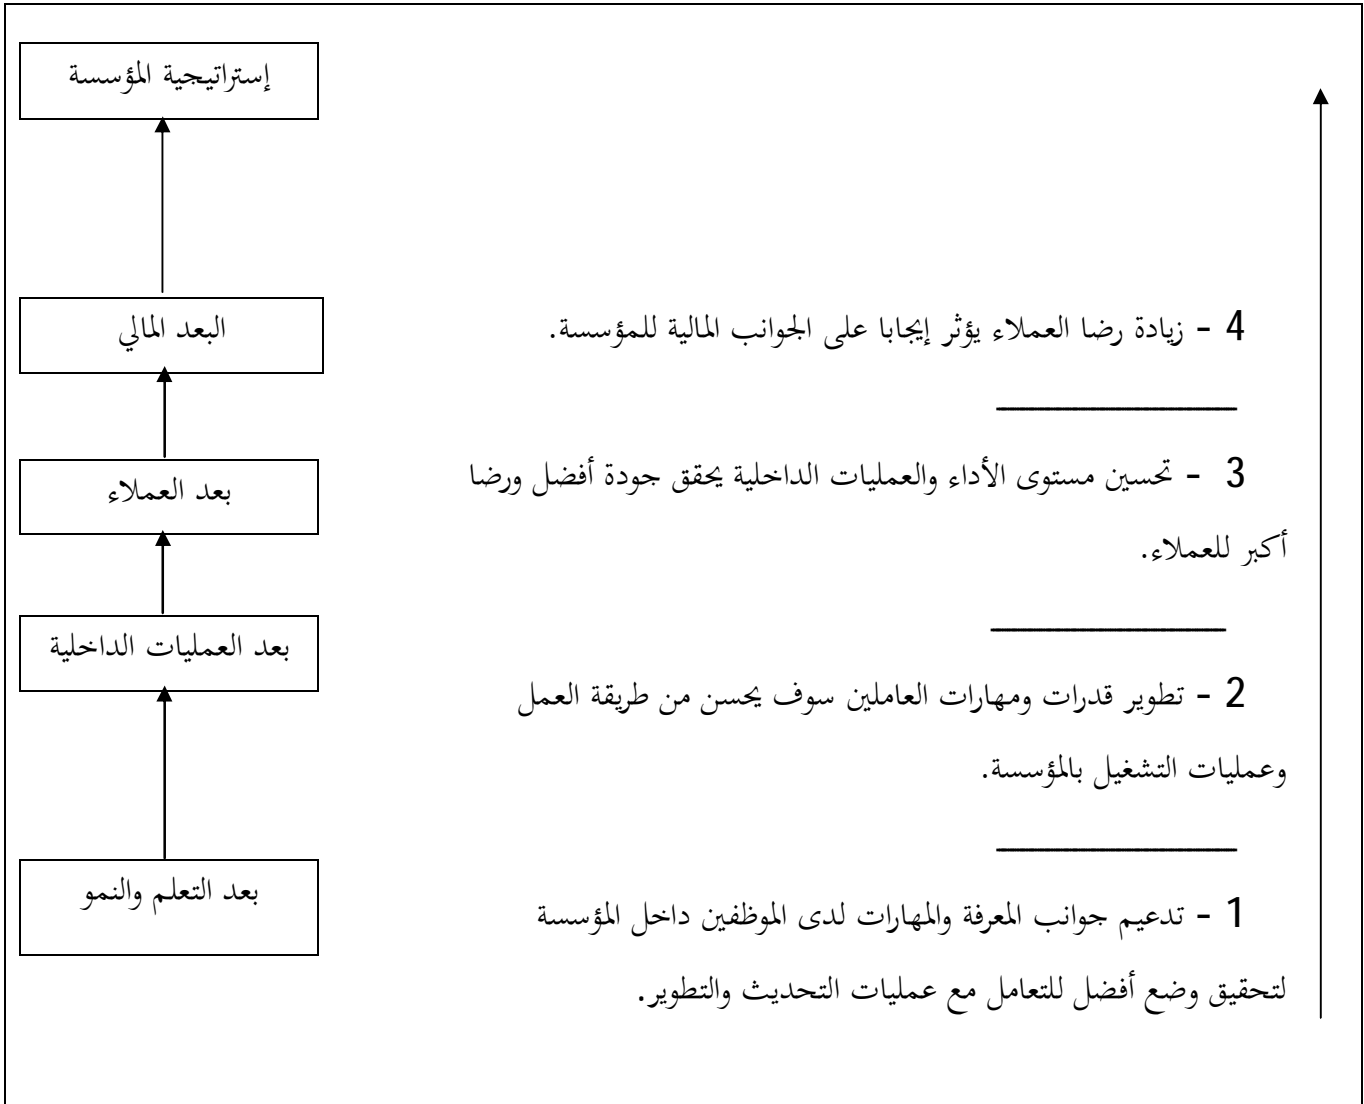 إستراتيجية المؤسسة
البعد المالي
4 - زيادة رضا العملاء يؤثر إيجابا على الجوانب المالية للمؤسسة.
بعد العملاء
3 - تحسين مستوى الأداء والعمليات الداخلية يحقق جودة أفضل ورضا
أكبر للعملاء.
بعد العمليات الداخلية
2 - تطوير قدرات ومهارات العاملين سوف يحسن من طريقة العمل
وعمليات التشغيل بالمؤسسة.
بعد التعلم والنمو
1 - تدعيم جوانب المعرفة والمهارات لدى الموظفين داخل المؤسسة
لتحقيق وضع أفضل للتعامل مع عمليات التحديث والتطوير.